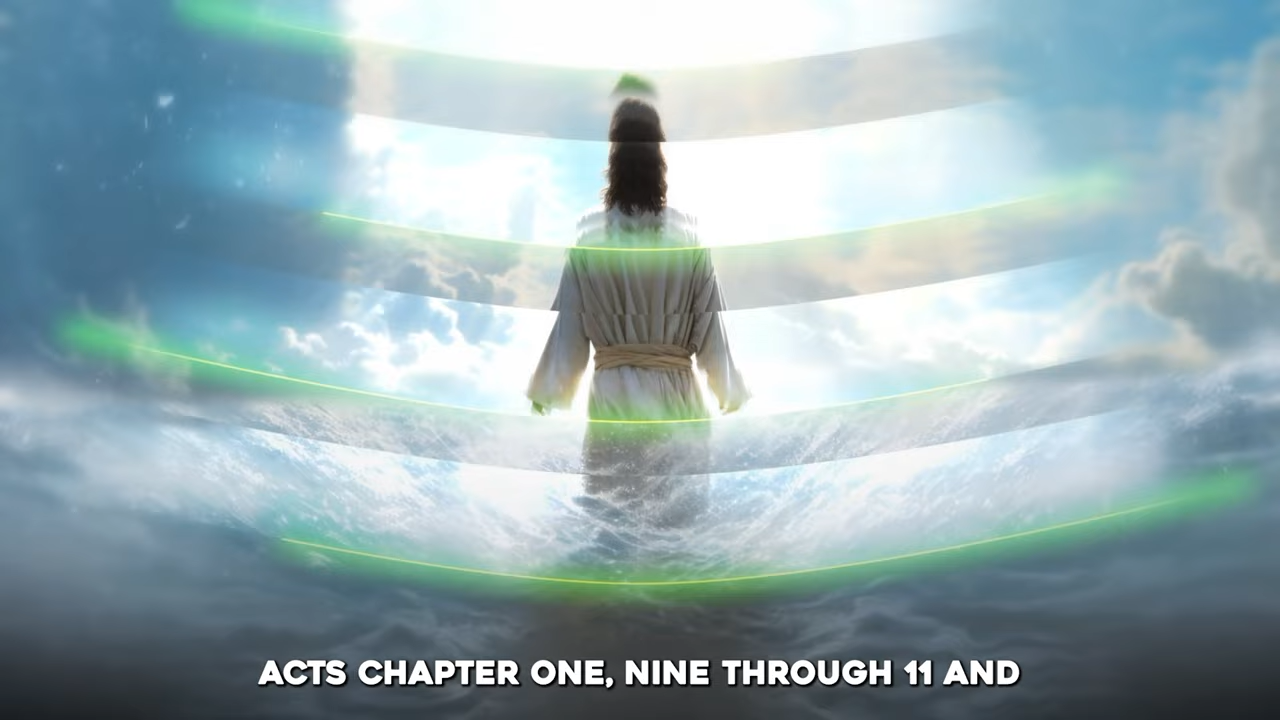 ACTS CHAPTER ONE, NINE THROUGH 11 AND